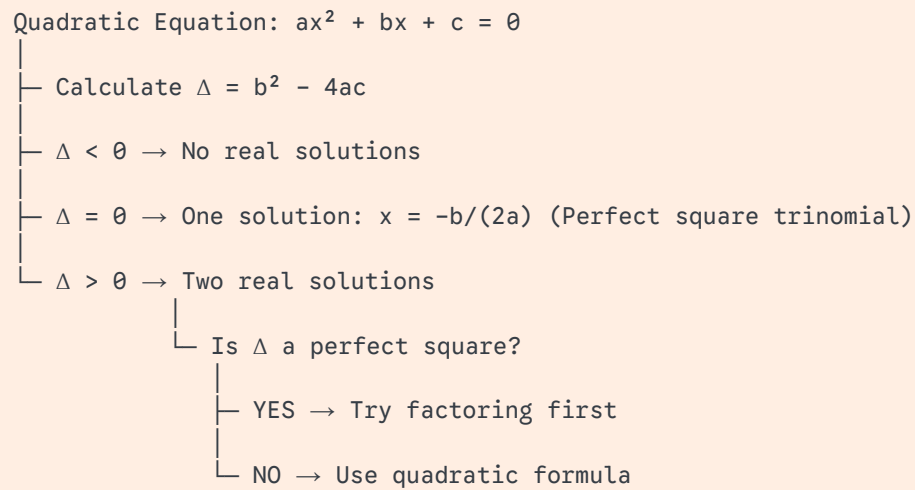 Quadratic Equation: ax² + bx + c = 0
│
├─ Calculate Δ = b² − 4ac
│
├─ Δ < 0 → No real solutions
│
├─ Δ = 0 → One solution: x = −b/(2a) (Perfect square trinomial)
│
└─ Δ > 0 → Two real solutions
           │
           └─ Is Δ a perfect square?
              │
              ├─ YES → Try factoring first
              │
              └─ NO → Use quadratic formula